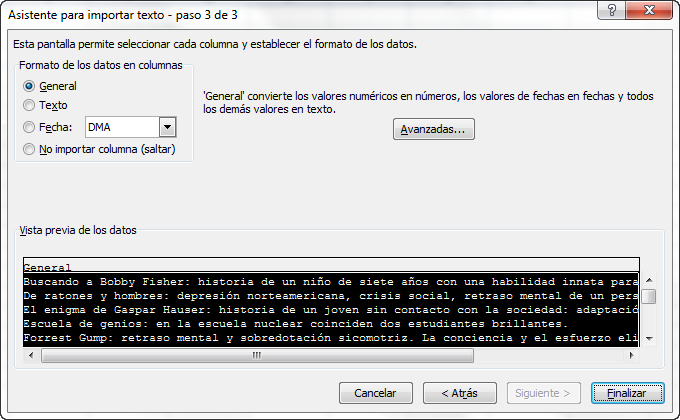 Asistente para importar texto - paso 3 de 3
Esta pantalla permite seleccionar cada columna y establecer el formato de los datos.
Formato de los datos en columnas
General
Texto
Fecha: DMA
No importar columna (saltar)
'General' convierte los valores numéricos en números, los valores de fechas en fechas y todos
los demás valores en texto.
Avanzadas...
Vista previa de los datos
General
Buscando a Bobby Fisher: historia de un niño de siete años con una habilidad innata para
De ratones y hombres: depresión norteamericana, crisis social, retraso mental de un pers
El enigma de Gaspar Hauser: historia de un joven sin contacto con la sociedad: adaptació
Escuela de genios: en la escuela nuclear coinciden dos estudiantes brillantes.
Forrest Gump: retraso mental y sobredotación sicomotriz. La conciencia y el esfuerzo eli
Cancelar
< Atrás
Siguiente >
Finalizar